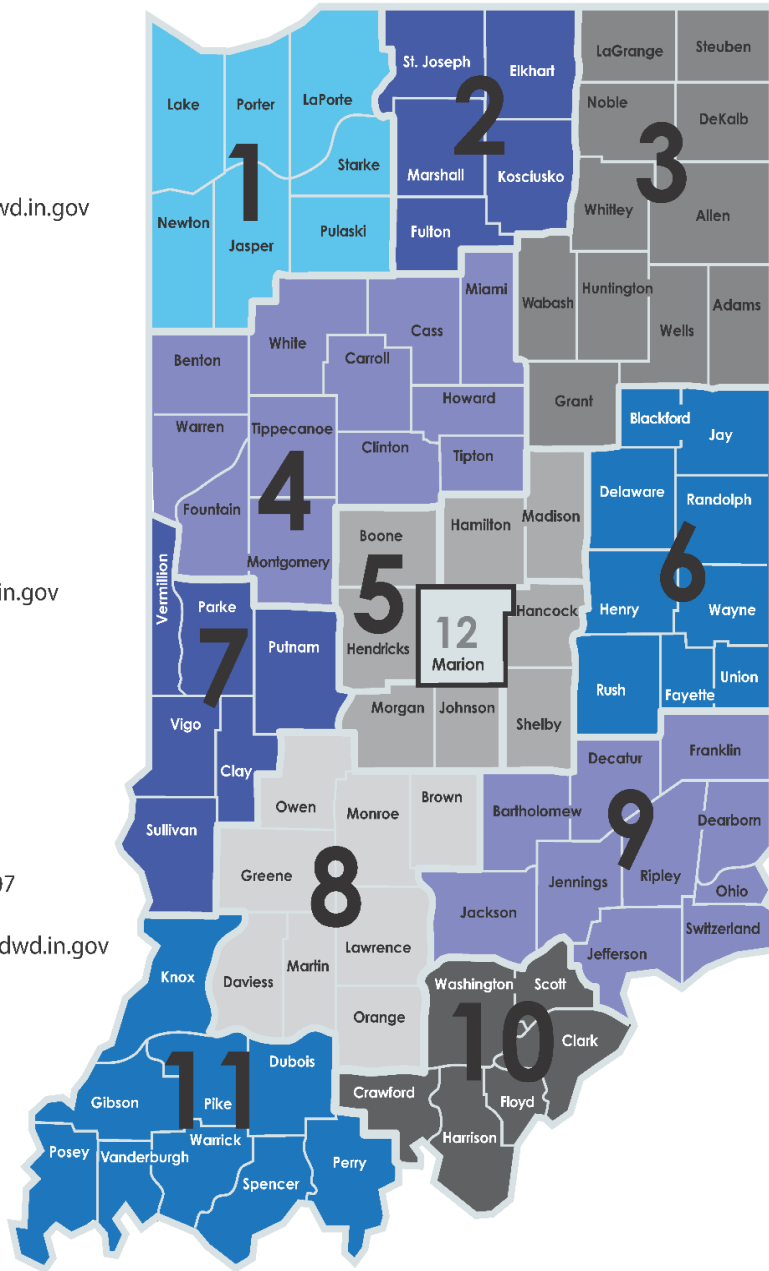 LaGrange
Steuben
St. Joseph
Elkhart
Lake
Porter
LaPorte
2
Noble
DeKalb
1
Starke
3
Marshall
Kosciusko
wd.in.gov
Newton
Jasper
Pulaski
Fulton
Whitley
Allen
Miami
Wabash
Huntington
Adams
White
Cass
Carroll
Wells
Benton
Howard
Grant
Blackford
Warren
Tippecanoe
Clinton
Tipton
Jay
4
Delaware
Randolph
Fountain
Boone
Hamilton
Madison
Montgomery
5
6
Vermillion
in.gov
Parke
Henry
Wayne
Hancock
7
Putnam
Hendricks
12
Marion
Rush
Fayette
Union
Vigo
Morgan
Johnson
Shelby
Clay
Decatur
Franklin
Owen
Monroe
Brown
Bartholomew
Dearborn
Sullivan
9
Greene
8
Jennings
Ripley
07
Ohio
Jackson
Switzerland
dwd.in.gov
Lawrence
Jefferson
Knox
Daviess
Martin
Washington
Scott
Orange
10
Clark
11
Dubois
Crawford
Floyd
Gibson
Pike
Harrison
Posey
Vanderburgh
Warrick
Perry
Spencer